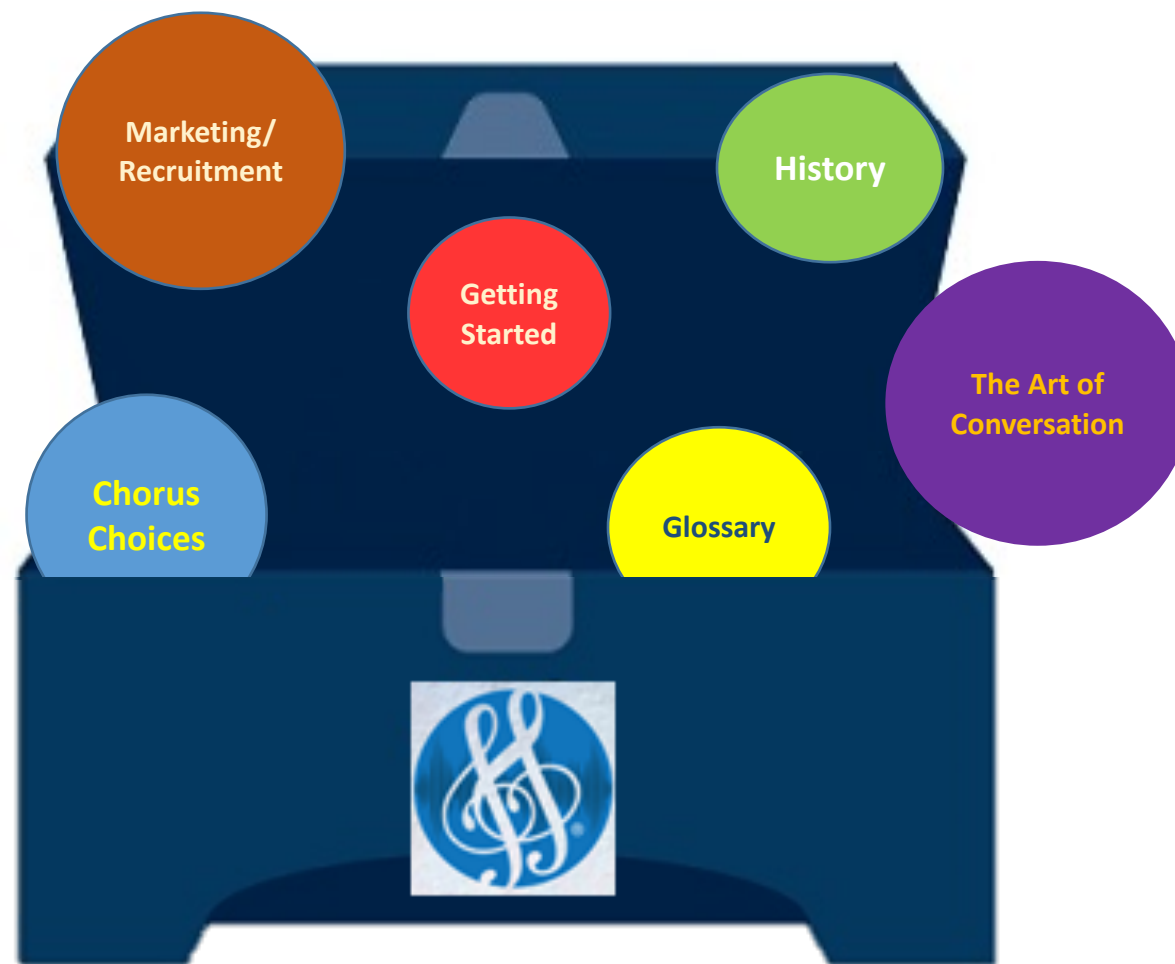 Marketing/
Recruitment
History
Getting
Started
The Art of
Conversation
Chorus
Choices
Glossary
®